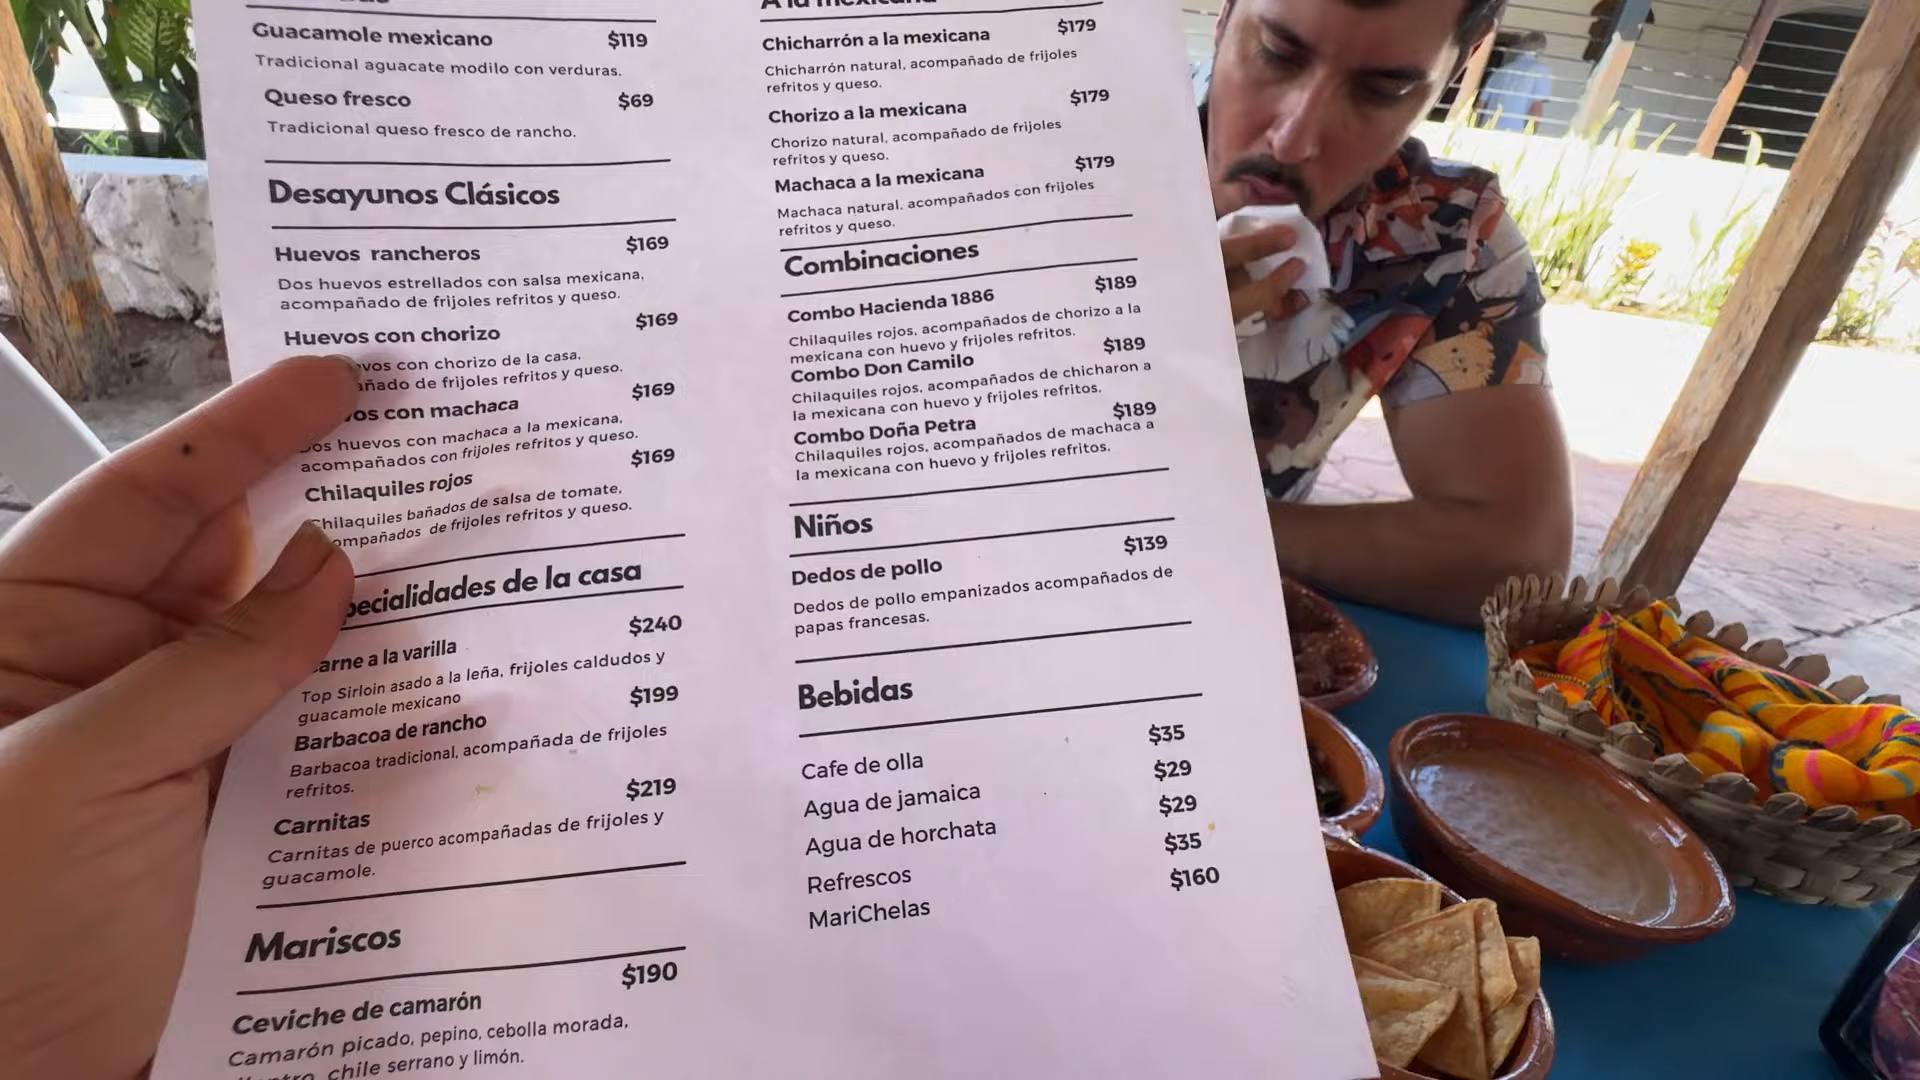 Guacamole mexicano $119
Tradicional aguacate modilo con verduras.
Queso fresco $69
Tradicional queso fresco de rancho.
Desayunos Clásicos
Huevos rancheros $169
Dos huevos estrellados con salsa mexicana,
acompañado de frijoles refritos y queso.
Huevos con chorizo $169
con chorizo de la casa,
de frijoles refritos y queso.
con machaca $169
Dos huevos con machaca a la mexicana,
acompañados con frijoles refritos y queso.
Chilaquiles rojos $169
Chilaquiles bañados de salsa de tomate,
de frijoles refritos y queso.
de la casa
a la varilla $240
Top Sirloin asado a la leña, frijoles caldudos y
guacamole mexicano
Barbacoa de rancho $199
Barbacoa tradicional, acompañada de frijoles
refritos.
Carnitas $219
Carnitas de puerco acompañadas de frijoles y
guacamole.
Mariscos
Ceviche de camarón $190
Camarón picado, pepino, cebolla morada,
chile serrano y limón.
A la mexicana
Chicharrón a la mexicana $179
Chicharrón natural, acompañado de frijoles
refritos y queso.
Chorizo a la mexicana $179
Chorizo natural, acompañado de frijoles
refritos y queso.
Machaca a la mexicana $179
Machaca natural. acompañados con frijoles
refritos y queso.
Combinaciones
Combo Hacienda 1886 $189
Chilaquiles rojos, acompañados de chorizo a la
mexicana con huevo y frijoles refritos.
Combo Don Camilo $189
Chilaquiles rojos, acompañados de chicharon a
la mexicana con huevo y frijoles refritos.
Combo Doña Petra $189
Chilaquiles rojos, acompañados de machaca a
la mexicana con huevo y frijoles refritos.
Niños
Dedos de pollo $139
Dedos de pollo empanizados acompañados de
papas francesas.
Bebidas
Cafe de olla $35
Agua de jamaica $29
Agua de horchata $29
Refrescos $35
MariChelas $160